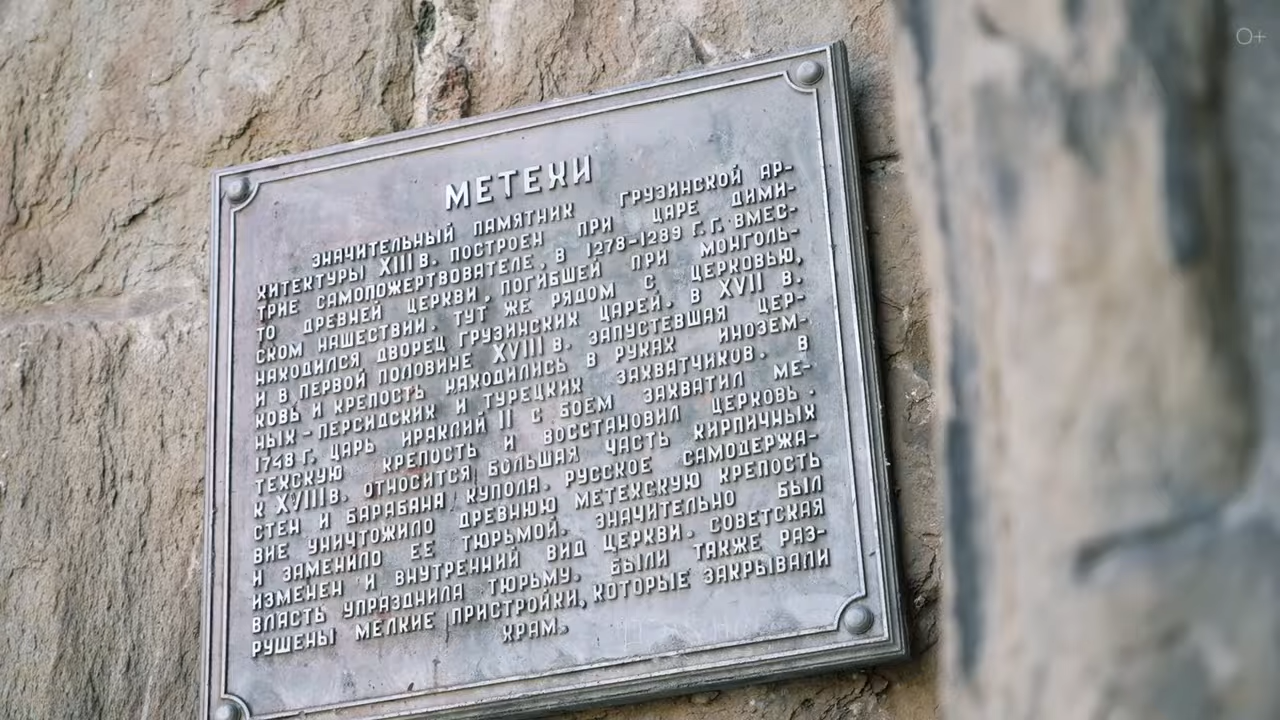 0+
МЕТЕХИ
ЗНАЧИТЕЛЬНЫЙ ПАМЯТНИК ГРУЗИНСКОЙ АР-
ХИТЕКТУРЫ XIII В. ПОСТРОЕН ПРИ ЦАРЕ ДИМИ-
ТРИЕ САМОПОЖЕРТВОВАТЕЛЕ, В 1278-1289 Г.Г. ВМЕС-
ТО ДРЕВНЕЙ ЦЕРКВИ, ПОГИБШЕЙ ПРИ МОНГОЛЬ-
СКОМ НАШЕСТВИИ. ТУТ ЖЕ РЯДОМ С ЦЕРКОВЬЮ,
НАХОДИЛСЯ ДВОРЕЦ ГРУЗИНСКИХ ЦАРЕЙ. В XVII В.
И В ПЕРВОЙ ПОЛОВИНЕ XVIII В. ЗАПУСТЕВШАЯ ЦЕР-
КОВЬ И КРЕПОСТЬ НАХОДИЛИСЬ В РУКАХ ИНОЗЕМ-
НЫХ-ПЕРСИДСКИХ И ТУРЕЦКИХ ЗАХВАТЧИКОВ. В
1748 Г. ЦАРЬ ИРАКЛИЙ II С БОЕМ ЗАХВАТИЛ МЕ-
ТЕХСКУЮ КРЕПОСТЬ И ВОССТАНОВИЛ ЦЕРКОВЬ.
К XVIII В. ОТНОСИТСЯ БОЛЬШАЯ ЧАСТЬ КИРПИЧНЫХ
СТЕН И БАРАБАНА КУПОЛА. РУССКОЕ САМОДЕРЖА-
ВИЕ УНИЧТОЖИЛО ДРЕВНЮЮ МЕТЕХСКУЮ КРЕПОСТЬ
И ЗАМЕНИЛО ЕЕ ТЮРЬМОЙ. ЗНАЧИТЕЛЬНО БЫЛ
ИЗМЕНЕН И ВНУТРЕННИЙ ВИД ЦЕРКВИ. СОВЕТСКАЯ
ВЛАСТЬ УПРАЗДНИЛА ТЮРЬМУ. БЫЛИ ТАКЖЕ РАЗ-
РУШЕНЫ МЕЛКИЕ ПРИСТРОЙКИ, КОТОРЫЕ ЗАКРЫВАЛИ
ХРАМ.